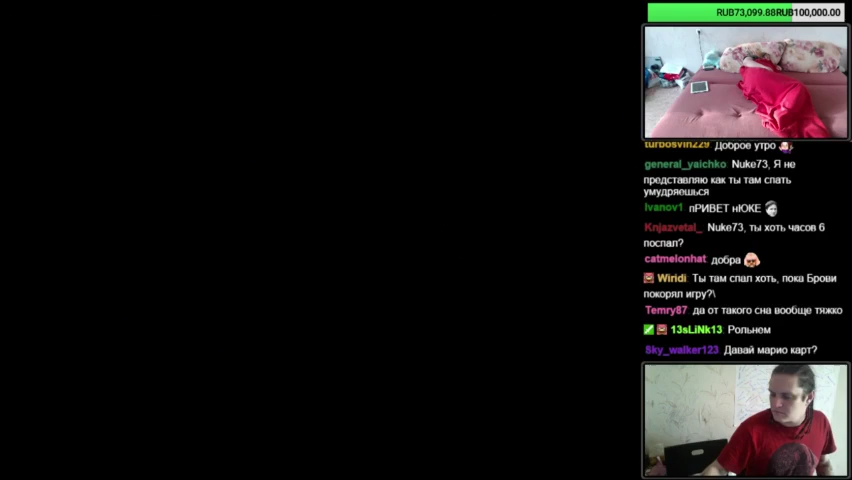 RUB73,099.88RUB100,000.00
turbosvin229 Доброе утро
general_yaichko Nuke73, Я не
представляю как ты там спать
умудряешься
Ivanov1 пРИВЕТ нЮКЕ
Knjazvetal_ Nuke73, ты хоть часов 6
поспал?
catmelonhat добра
Wiridi: Ты там спал хоть, пока Брови
покорял игру?\
Temry87: да от такого сна вообще тяжко
13sLiNk13: Рольнем
Sky_walker123 Давай марио карт?